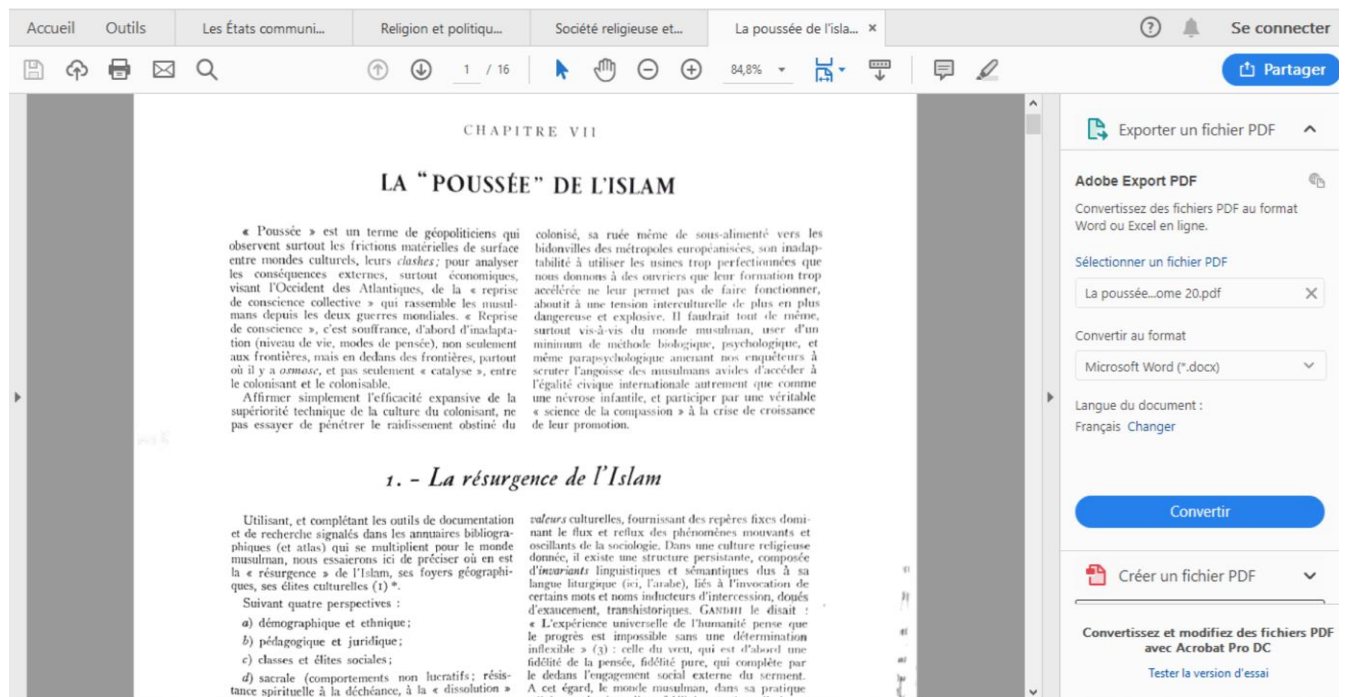 Accueil Outils Les États communi... Religion et politiqu... Société religieuse et... La poussée de l'isla... × Se connecter
1 / 16 84,8% Partager
CHAPITRE VII
LA “POUSSÉE” DE L'ISLAM
« Poussée » est un terme de géopoliticiens qui
observent surtout les frictions matérielles de surface
entre mondes culturels, leurs clashes; pour analyser
les conséquences externes, surtout économiques,
visant l'Occident des Atlantiques, de la « reprise
de conscience collective » qui rassemble les musul-
mans depuis les deux guerres mondiales. « Reprise
de conscience », c'est souffrance, d'abord d'inadapta-
tion (niveau de vie, modes de pensée), non seulement
aux frontières, mais en dedans des frontières, partout
où il y a osmose, et pas seulement « catalyse », entre
le colonisant et le colonisable.
Affirmer simplement l'efficacité expansive de la
supériorité technique de la culture du colonisant, ne
pas essayer de pénétrer le raidissement obstiné du
colonisé, sa ruée même de sous-alimenté vers les
bidonvilles des métropoles européanisées, son inadap-
tabilité à utiliser les usines trop perfectionnées que
nous donnons à des ouvriers que leur formation trop
accélérée ne leur permet pas de faire fonctionner,
aboutit à une tension interculturelle de plus en plus
dangereuse et explosive. Il faudrait tout de même,
surtout vis-à-vis du monde musulman, user d'un
minimum de méthode biologique, psychologique, et
même parapsychologique amenant nos enquêteurs à
scruter l'angoisse des musulmans avides d'accéder à
l'égalité civique internationale autrement que comme
une névrose infantile, et participer par une véritable
« science de la compassion » à la crise de croissance
de leur promotion.
1. - La résurgence de l'Islam
Utilisant, et complétant les outils de documentation
et de recherche signalés dans les annuaires bibliogra-
phiques (et atlas) qui se multiplient pour le monde
musulman, nous essaierons ici de préciser où en est
la « résurgence » de l'Islam, ses foyers géographi-
ques, ses élites culturelles (1) *.
Suivant quatre perspectives :
a) démographique et ethnique;
b) pédagogique et juridique;
c) classes et élites sociales;
d) sacrale (comportements non lucratifs; résis-
tance spirituelle à la déchéance, à la « dissolution »
valeurs culturelles, fournissant des repères fixes domi-
nant le flux et reflux des phénomènes mouvants et
oscillants de la sociologie. Dans une culture religieuse
donnée, il existe une structure persistante, composée
d'invariants linguistiques et sémantiques dus à sa
langue liturgique (ici, l'arabe), liés à l'invocation de
certains mots et noms inducteurs d'intercession, doués
d'exaucement, transhistoriques. GANDHI le disait :
« L'expérience universelle de l'humanité pense que
le progrès est impossible sans une détermination
inflexible » (3) : celle du vœu, qui est d'abord une
fidélité de la pensée, fidélité pure, qui complète par
le dedans l'engagement social externe du serment.
A cet égard, le monde musulman, dans sa pratique
Exporter un fichier PDF
Adobe Export PDF
Convertissez des fichiers PDF au format
Word ou Excel en ligne.
Sélectionner un fichier PDF
La poussée...ome 20.pdf ×
Convertir au format
Microsoft Word (*.docx)
Langue du document :
Français Changer
Convertir
Créer un fichier PDF
Convertissez et modifiez des fichiers PDF
avec Acrobat Pro DC
Tester la version d'essai